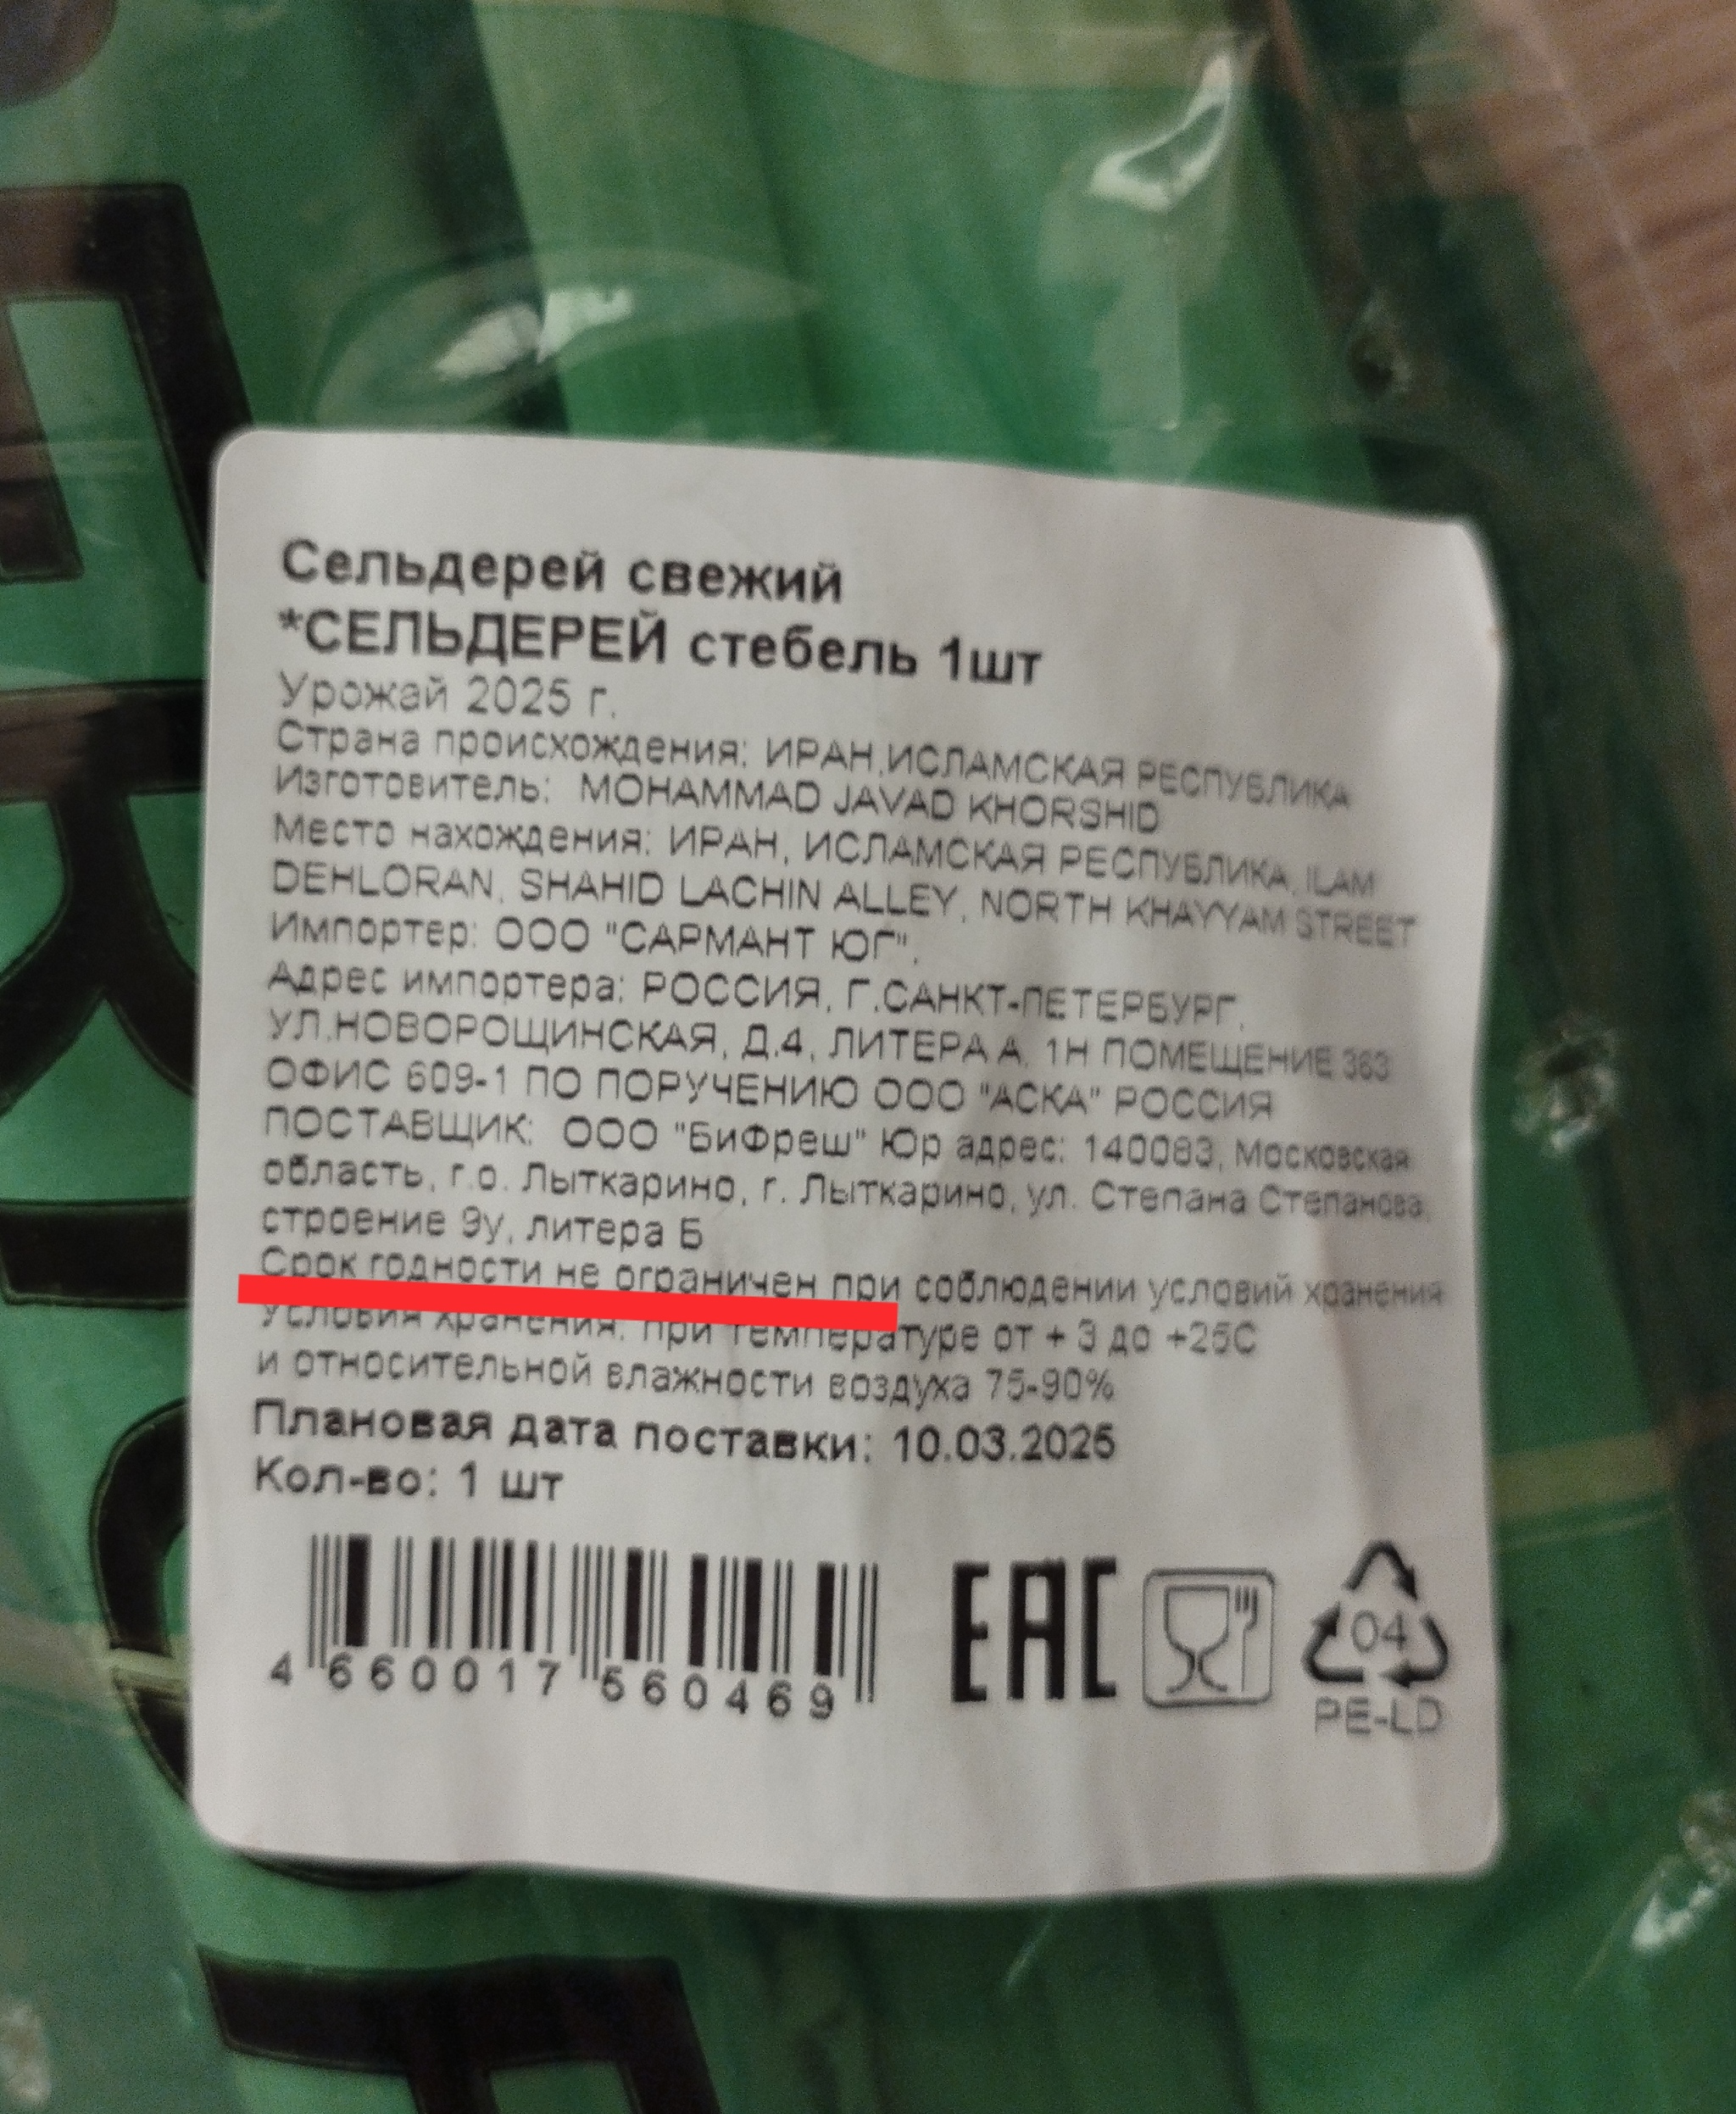 Сельдерей свежий
*СЕЛЬДЕРЕЙ стебель 1шт
Урожай 2025 г.
Страна происхождения: ИРАН,ИСЛАМСКАЯ РЕСПУБЛИКА
Изготовитель: MOHAMMAD JAVAD KHORSHID
Место нахождения: ИРАН, ИСЛАМСКАЯ РЕСПУБЛИКА, ILAM
DEHLORAN, SHAHID LACHIN ALLEY, NORTH KHAYYAM STREET
Импортер: ООО "САРМАНТ ЮГ",
Адрес импортера: РОССИЯ, Г.САНКТ-ПЕТЕРБУРГ,
УЛ.НОВОРОЩИНСКАЯ, Д.4, ЛИТЕРА А, 1Н ПОМЕЩЕНИЕ 363
ОФИС 609-1 ПО ПОРУЧЕНИЮ ООО "АСКА" РОССИЯ
ПОСТАВЩИК: ООО "БиФреш" Юр адрес: 140083, Московская
область, г.о. Лыткарино, г. Лыткарино, ул. Степана Степанова,
строение 9у, литера Б
Срок годности не ограничен при соблюдении условий хранения
Условия хранения: при температуре от + 3 до +25С
и относительной влажности воздуха 75-90%
Плановая дата поставки: 10.03.2025
Кол-во: 1 шт
4 660017 560469
EAC
04
PE-LD